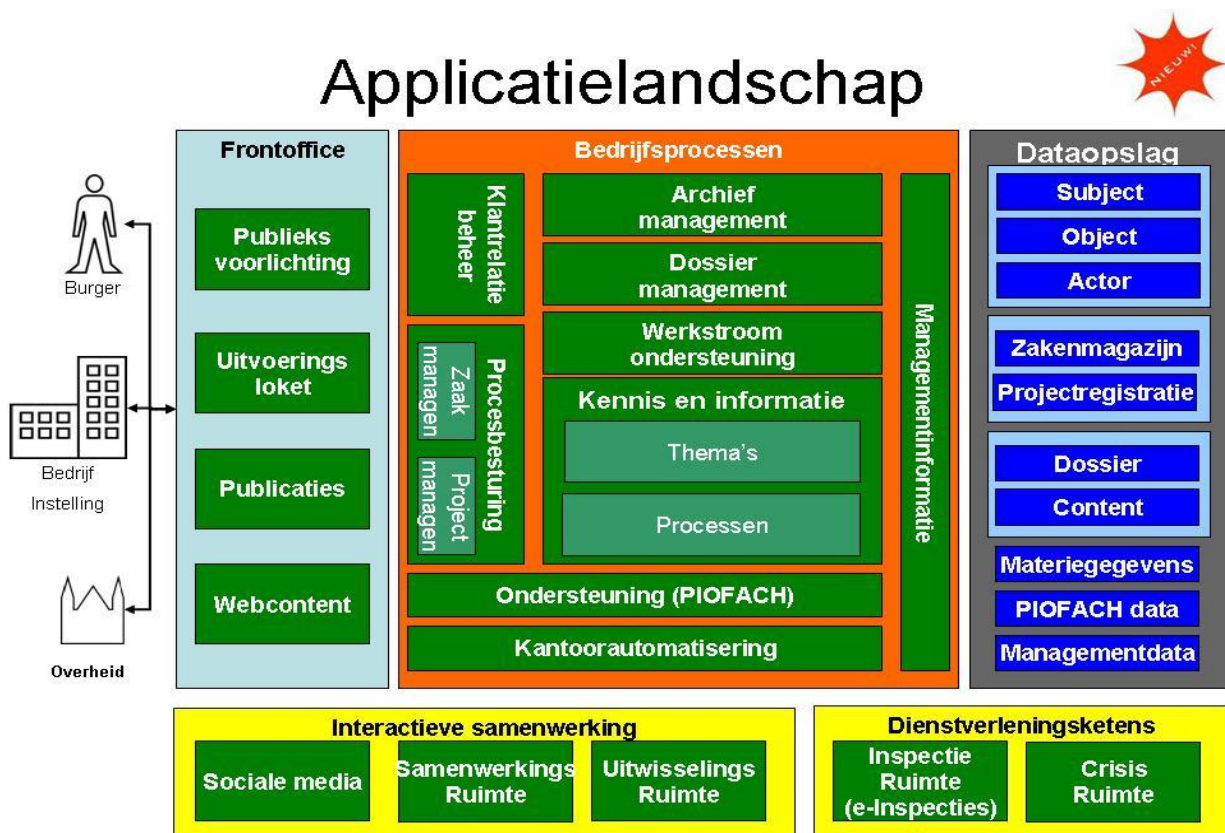 NIEUW!
Applicatielandschap
Burger
Bedrijf
Instelling
Overheid
Frontoffice
Publieks
voorlichting
Uitvoerings
loket
Publicaties
Webcontent
Bedrijfsprocessen
Klantrelatie
beheer
Procesbesturing
Zaak
managen
Project
managen
Archief
management
Dossier
management
Werkstroom
ondersteuning
Kennis en informatie
Thema's
Processen
Managementinformatie
Ondersteuning (PIOFACH)
Kantoorautomatisering
Dataopslag
Subject
Object
Actor
Zakenmagazijn
Projectregistratie
Dossier
Content
Materiegegevens
PIOFACH data
Managementdata
Interactieve samenwerking
Sociale media
Samenwerkings
Ruimte
Uitwisselings
Ruimte
Dienstverleningsketens
Inspectie
Ruimte
(e-Inspecties)
Crisis
Ruimte